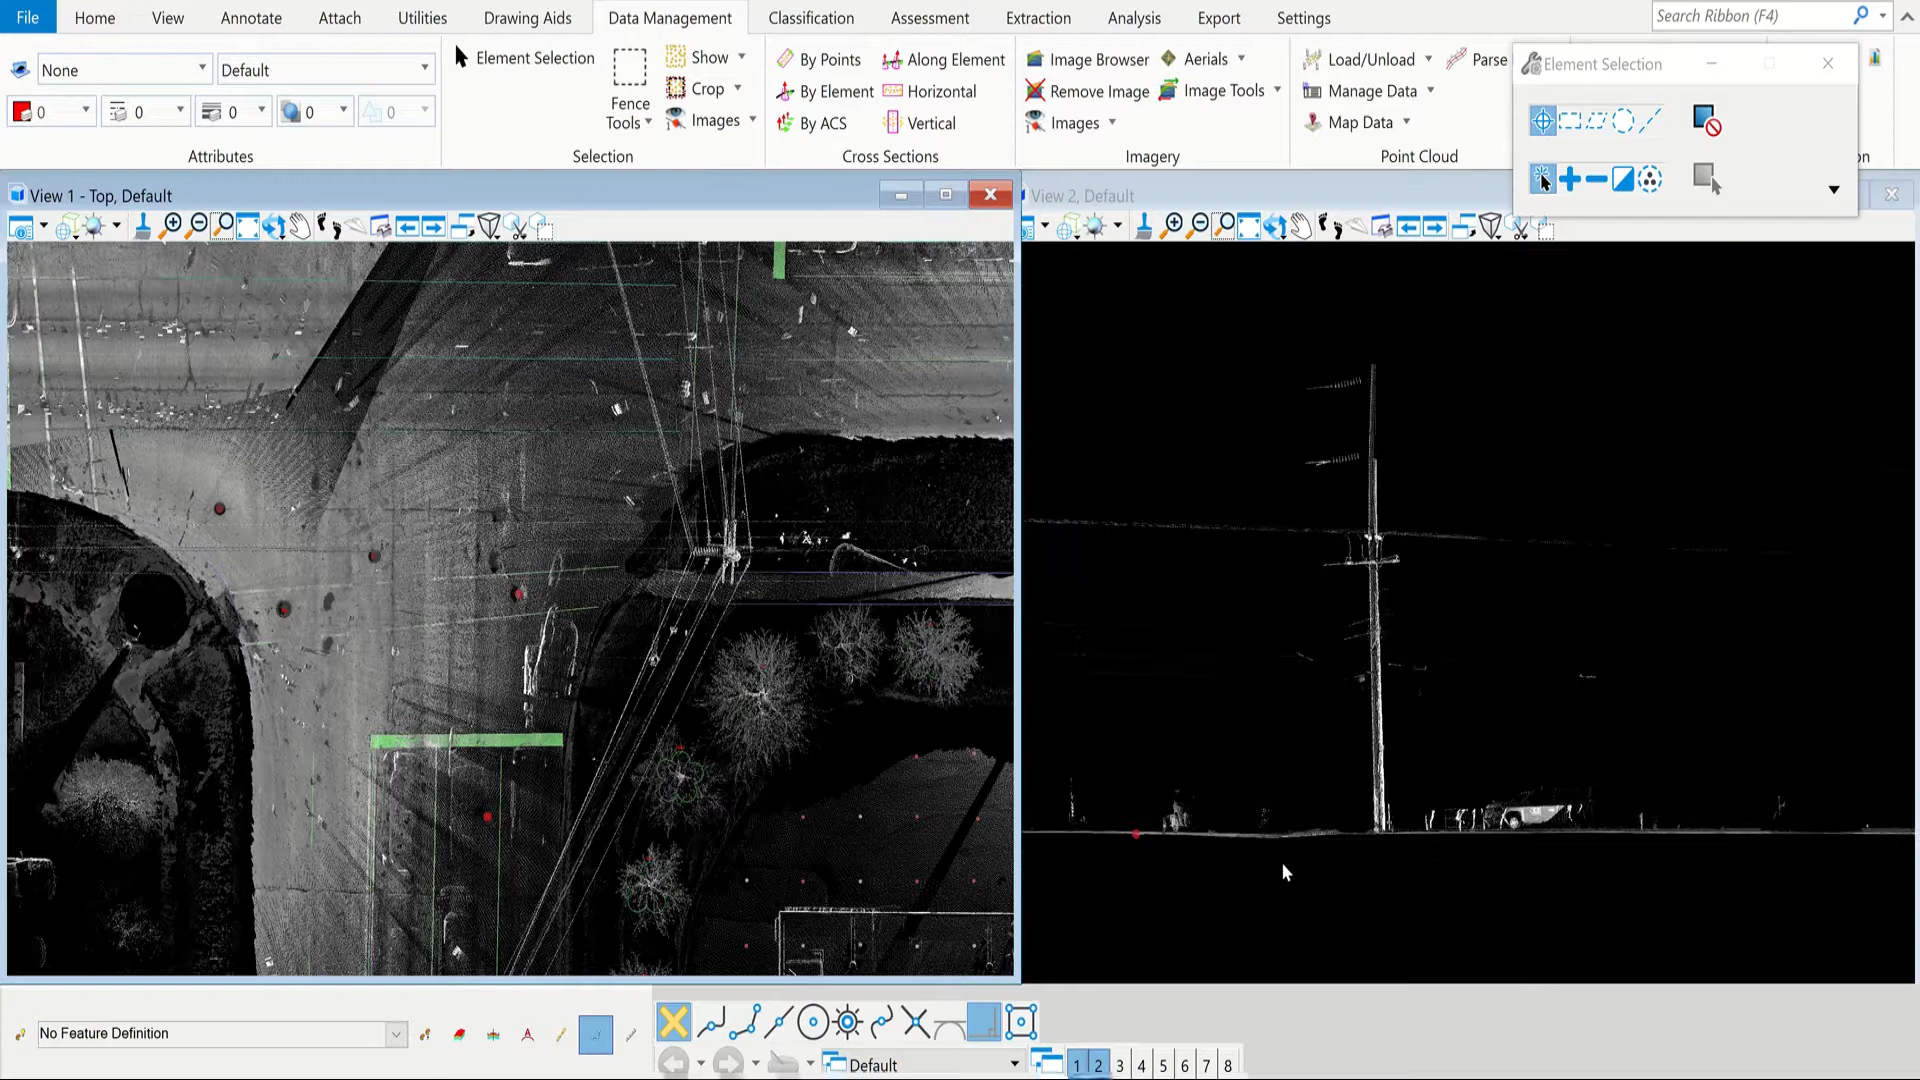 File Home View Annotate Attach Utilities Drawing Aids Data Management Classification Assessment Extraction Analysis Export Settings Search Ribbon (F4)
None Default Element Selection Show By Points Along Element Image Browser Aerials Load/Unload Parse Element Selection
Crop By Element Horizontal Remove Image Image Tools Manage Data
0 0 0 0 0 Fence Tools Images By ACS Vertical Images Map Data
Attributes Selection Cross Sections Imagery Point Cloud on
View 1 - Top, Default View 2, Default
No Feature Definition
Default 1 2 3 4 5 6 7 8